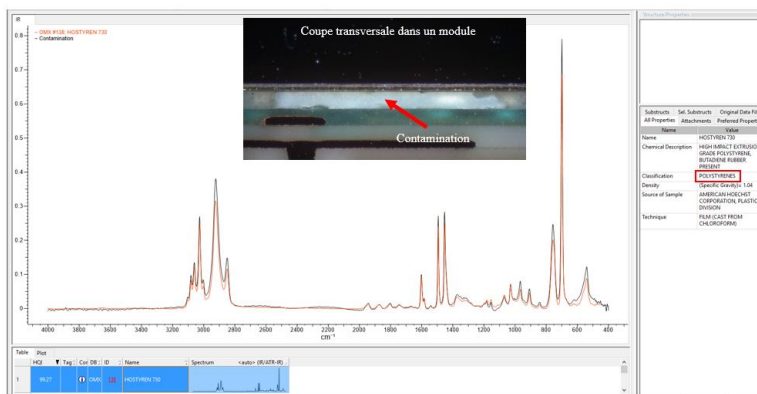 Structure Properties
IR
OMX #138: HOSTYREN 730
Contamination
Coupe transversale dans un module
Contamination
0.8
0.7
0.6
0.5
0.4
0.3
0.2
0.1
0
4000 3800 3600 3400 3200 3000 2800 2600 2400 2200 2000 1800 1600 1400 1200 1000 800 600 400
cm⁻¹
Substructs Sel. Substructs Original Data Fil
All Properties Attachments Preferred Propert
Name Value
Name HOSTYREN 730
Chemical Description HIGH IMPACT EXTRUSIO
GRADE POLYSTYRENE,
BUTADIENE RUBBER
PRESENT
Classification POLYSTYRENES
Density (Specific Gravity)= 1.04
Source of Sample AMERICAN HOECHST
CORPORATION, PLASTIC
DIVISION
Technique FILM (CAST FROM
CHLOROFORM)
Table Plot
HQI Tag Cor DB ID Name Spectrum <auto> (IR/ATR-IR)
1 99.27 OMX 138 HOSTYREN 730